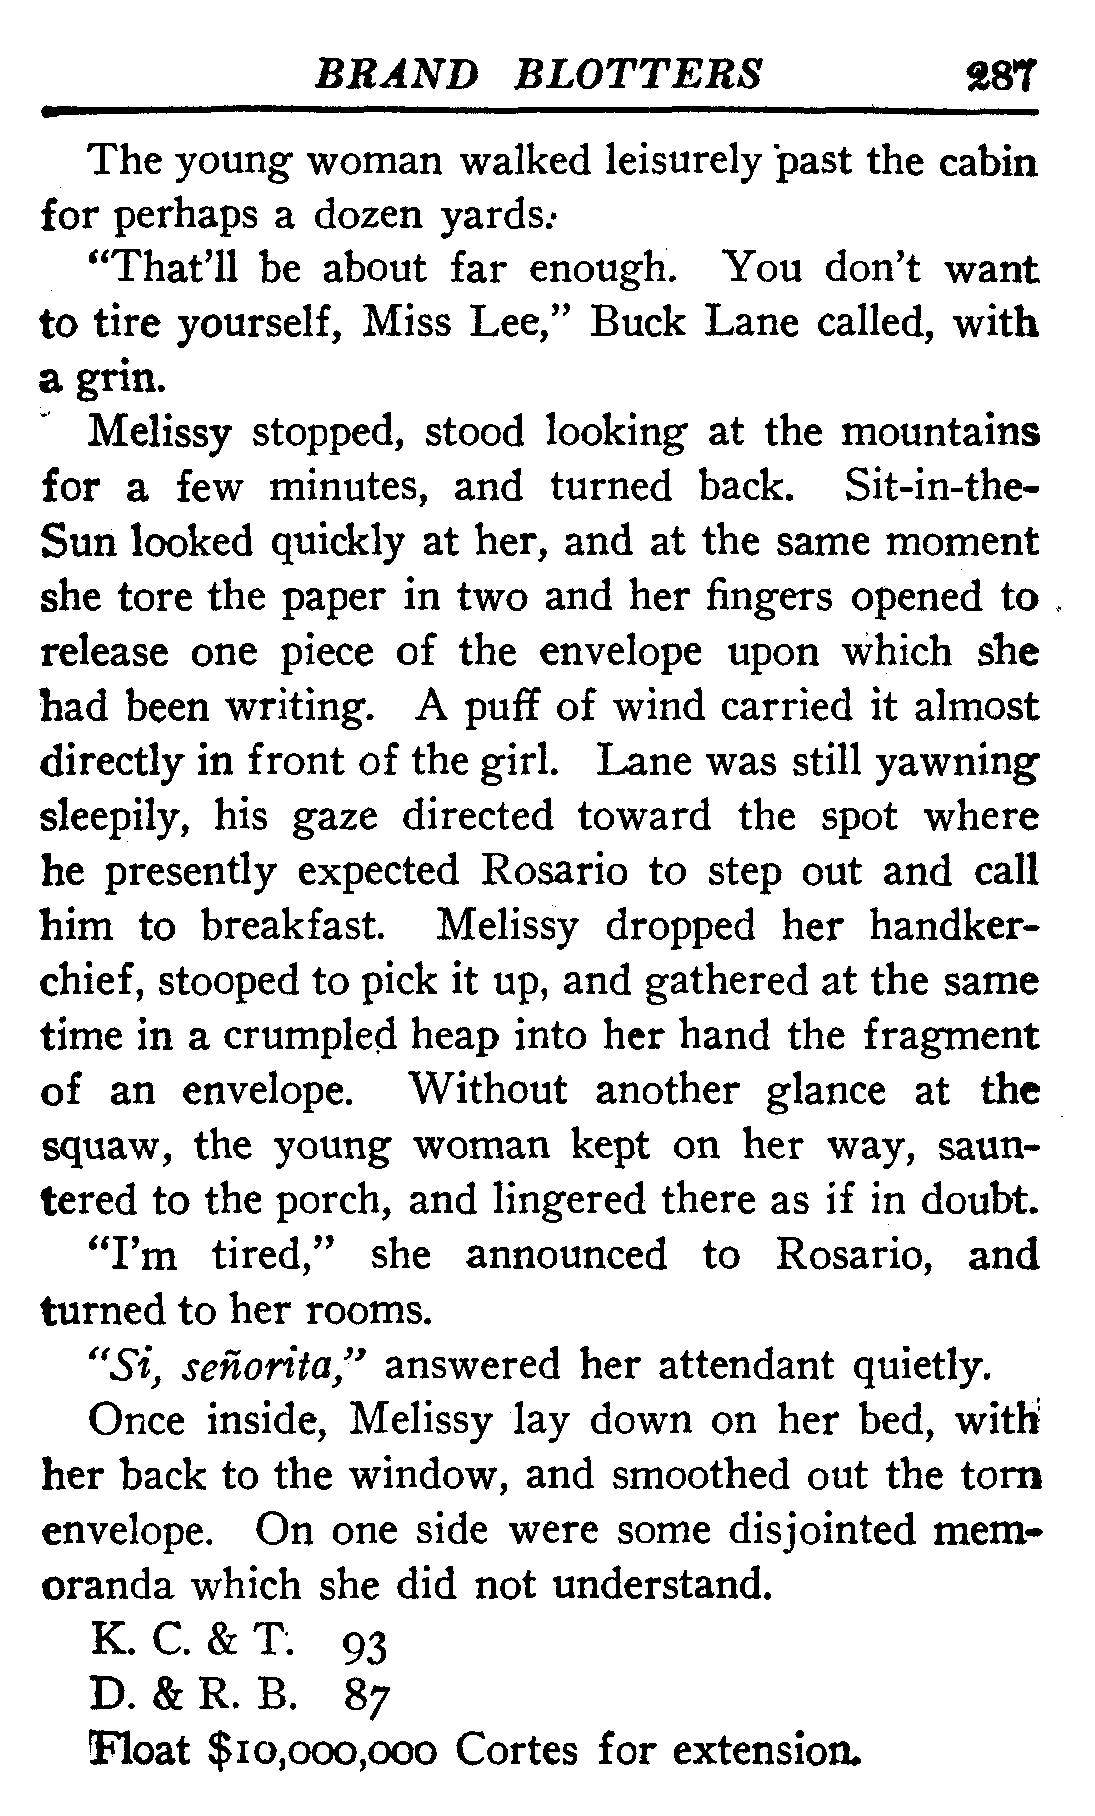 BRAND BLOTTERS 287
The young woman walked leisurely past the cabin
for perhaps a dozen yards.
“That’ll be about far enough. You don’t want
to tire yourself, Miss Lee,” Buck Lane called, with
a grin.
Melissy stopped, stood looking at the mountains
for a few minutes, and turned back. Sit-in-the-
Sun looked quickly at her, and at the same moment
she tore the paper in two and her fingers opened to
release one piece of the envelope upon which she
had been writing. A puff of wind carried it almost
directly in front of the girl. Lane was still yawning
sleepily, his gaze directed toward the spot where
he presently expected Rosario to step out and call
him to breakfast. Melissy dropped her handker-
chief, stooped to pick it up, and gathered at the same
time in a crumpled heap into her hand the fragment
of an envelope. Without another glance at the
squaw, the young woman kept on her way, saun-
tered to the porch, and lingered there as if in doubt.
“I’m tired,” she announced to Rosario, and
turned to her rooms.
“Si, señorita,” answered her attendant quietly.
Once inside, Melissy lay down on her bed, with
her back to the window, and smoothed out the torn
envelope. On one side were some disjointed mem-
oranda which she did not understand.
K. C. & T. 93
D. & R. B. 87
Float $10,000,000 Cortes for extension.